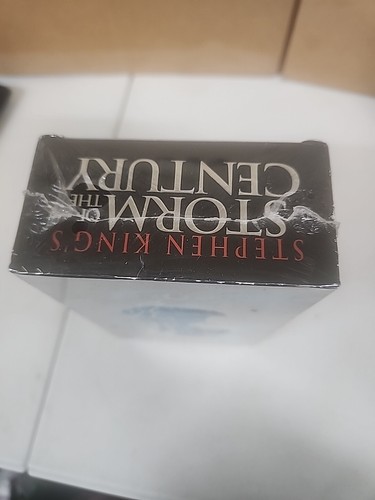 STEPHEN KING'S
STORM OF THE
CENTURY